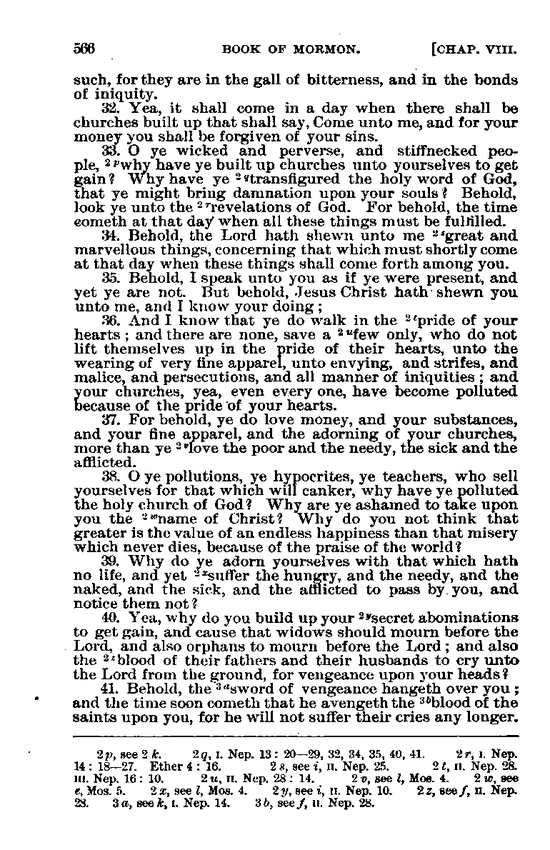 566 BOOK OF MORMON. [CHAP. VIII.
such, for they are in the gall of bitterness, and in the bonds
of iniquity.
32. Yea, it shall come in a day when there shall be
churches built up that shall say, Come unto me, and for your
money you shall be forgiven of your sins.
33. O ye wicked and perverse, and stiffnecked peo-
ple, ²ᵖwhy have ye built up churches unto yourselves to get
gain? Why have ye ²ᑫtransfigured the holy word of God,
that ye might bring damnation upon your souls? Behold,
look ye unto the ²ʳrevelations of God. For behold, the time
cometh at that day when all these things must be fulfilled.
34. Behold, the Lord hath shewn unto me ²ˢgreat and
marvellous things, concerning that which must shortly come
at that day when these things shall come forth among you.
35. Behold, I speak unto you as if ye were present, and
yet ye are not. But behold, Jesus Christ hath shewn you
unto me, and I know your doing;
36. And I know that ye do walk in the ²ᵗpride of your
hearts; and there are none, save a ²ᵘfew only, who do not
lift themselves up in the pride of their hearts, unto the
wearing of very fine apparel, unto envying, and strifes, and
malice, and persecutions, and all manner of iniquities; and
your churches, yea, even every one, have become polluted
because of the pride of your hearts.
37. For behold, ye do love money, and your substances,
and your fine apparel, and the adorning of your churches,
more than ye ²ᵛlove the poor and the needy, the sick and the
afflicted.
38. O ye pollutions, ye hypocrites, ye teachers, who sell
yourselves for that which will canker, why have ye polluted
the holy church of God? Why are ye ashamed to take upon
you the ²ʷname of Christ? Why do you not think that
greater is the value of an endless happiness than that misery
which never dies, because of the praise of the world?
39. Why do ye adorn yourselves with that which hath
no life, and yet ²ˣsuffer the hungry, and the needy, and the
naked, and the sick, and the afflicted to pass by you, and
notice them not?
40. Yea, why do you build up your ²ʸsecret abominations
to get gain, and cause that widows should mourn before the
Lord, and also orphans to mourn before the Lord; and also
the ²ᶻblood of their fathers and their husbands to cry unto
the Lord from the ground, for vengeance upon your heads?
41. Behold, the ³ᵃsword of vengeance hangeth over you;
and the time soon cometh that he avengeth the ³ᵇblood of the
saints upon you, for he will not suffer their cries any longer.
2p, see 2 k. 2q, I. Nep. 13: 20—29, 32, 34, 35, 40, 41. 2r, I. Nep.
14: 18—27. Ether 4: 16. 2s, see i, II. Nep. 25. 2t, II. Nep. 28.
III. Nep. 16: 10. 2u, II. Nep. 28: 14. 2v, see l, Mos. 4. 2w, see
e, Mos. 5. 2x, see l, Mos. 4. 2y, see i, II. Nep. 10. 2z, see f, II. Nep.
28. 3a, see k, I. Nep. 14. 3b, see f, II. Nep. 28.